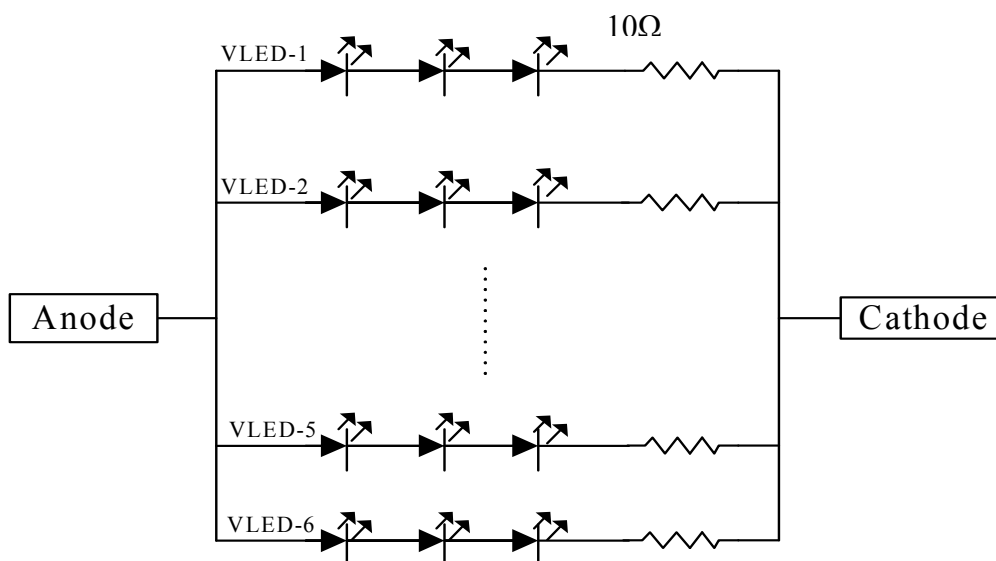 10Ω
VLED-1
VLED-2
Anode
Cathode
VLED-5
VLED-6